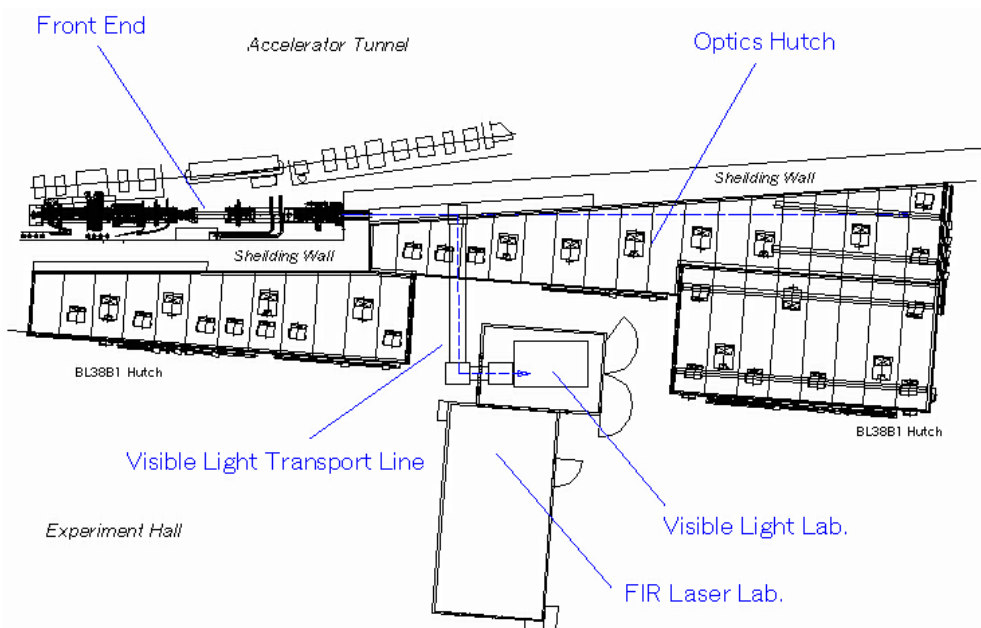 Front End
Accelerator Tunnel
Optics Hutch
Sheilding Wall
Sheilding Wall
BL38B1 Hutch
BL38B1 Hutch
Visible Light Transport Line
Experiment Hall
Visible Light Lab.
FIR Laser Lab.